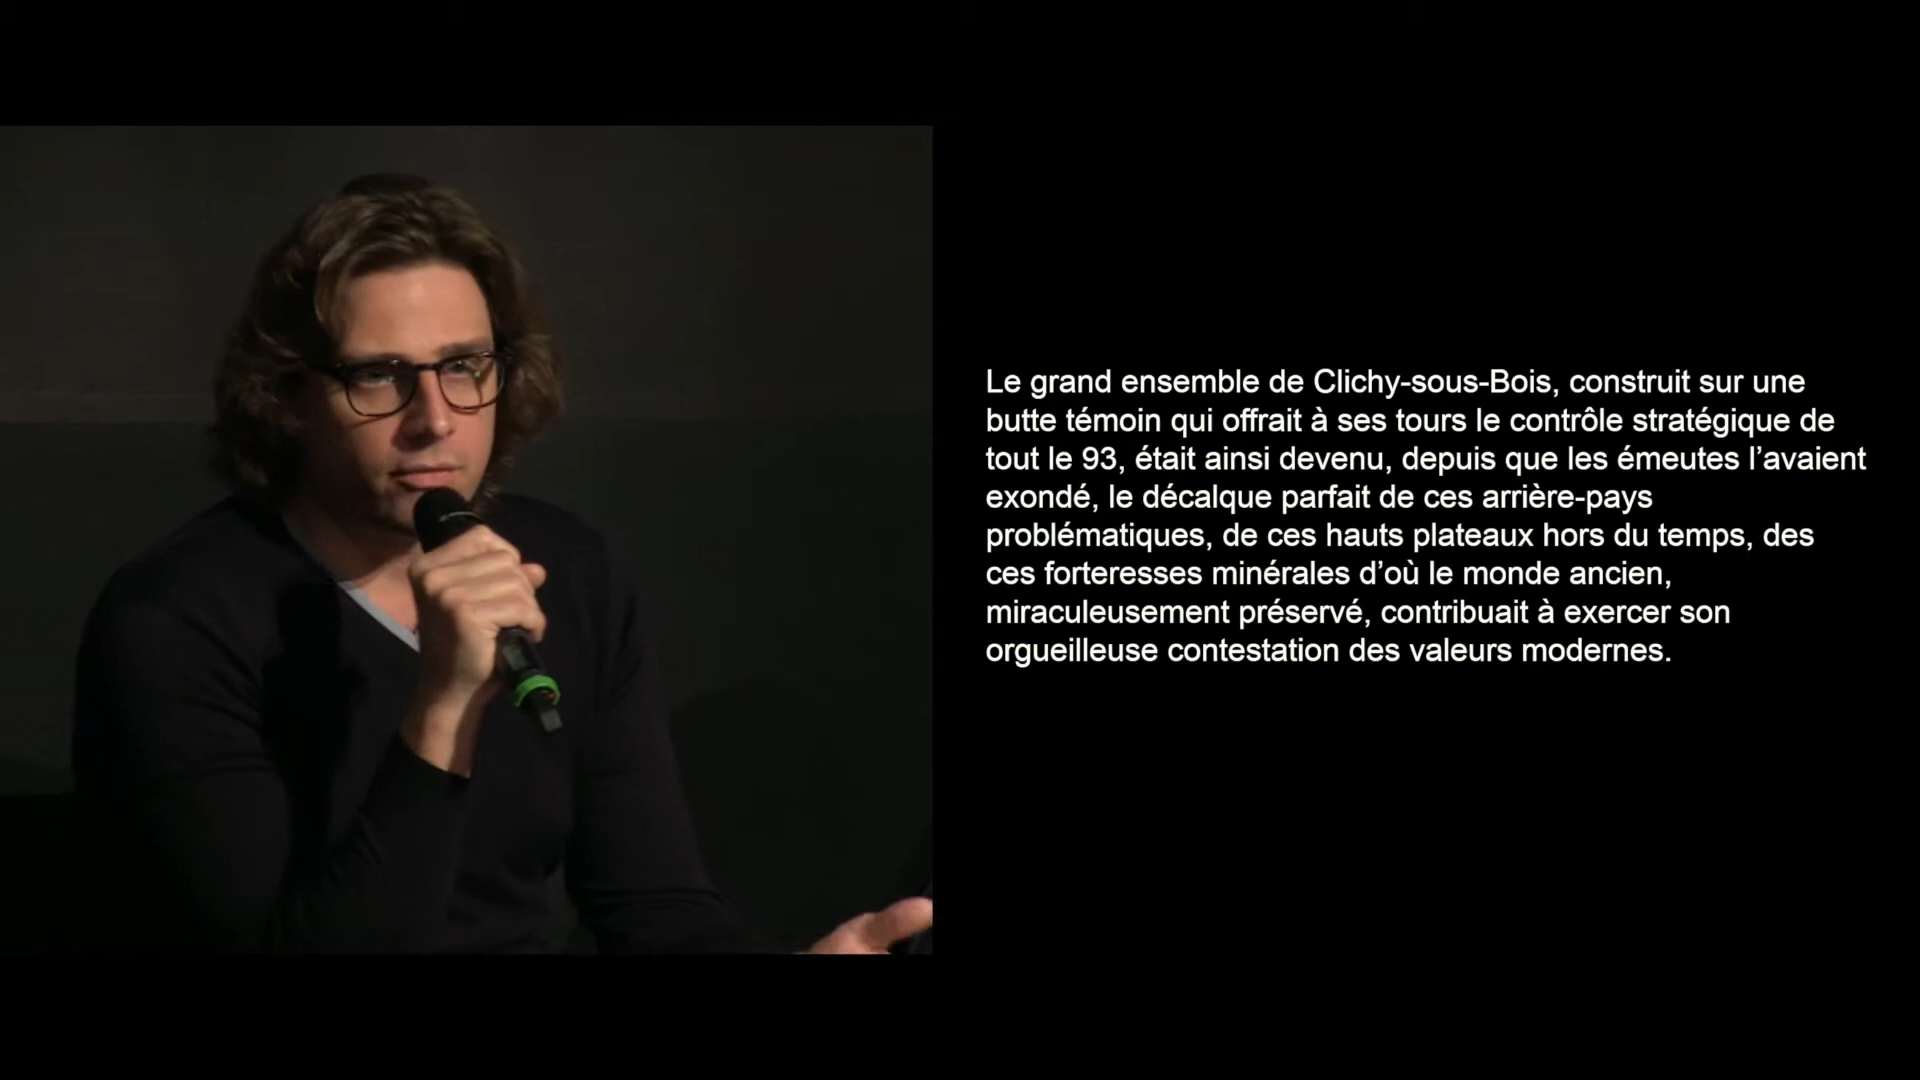 Le grand ensemble de Clichy-sous-Bois, construit sur une
butte témoin qui offrait à ses tours le contrôle stratégique de
tout le 93, était ainsi devenu, depuis que les émeutes l’avaient
exondé, le décalque parfait de ces arrière-pays
problématiques, de ces hauts plateaux hors du temps, des
ces forteresses minérales d’où le monde ancien,
miraculeusement préservé, contribuait à exercer son
orgueilleuse contestation des valeurs modernes.